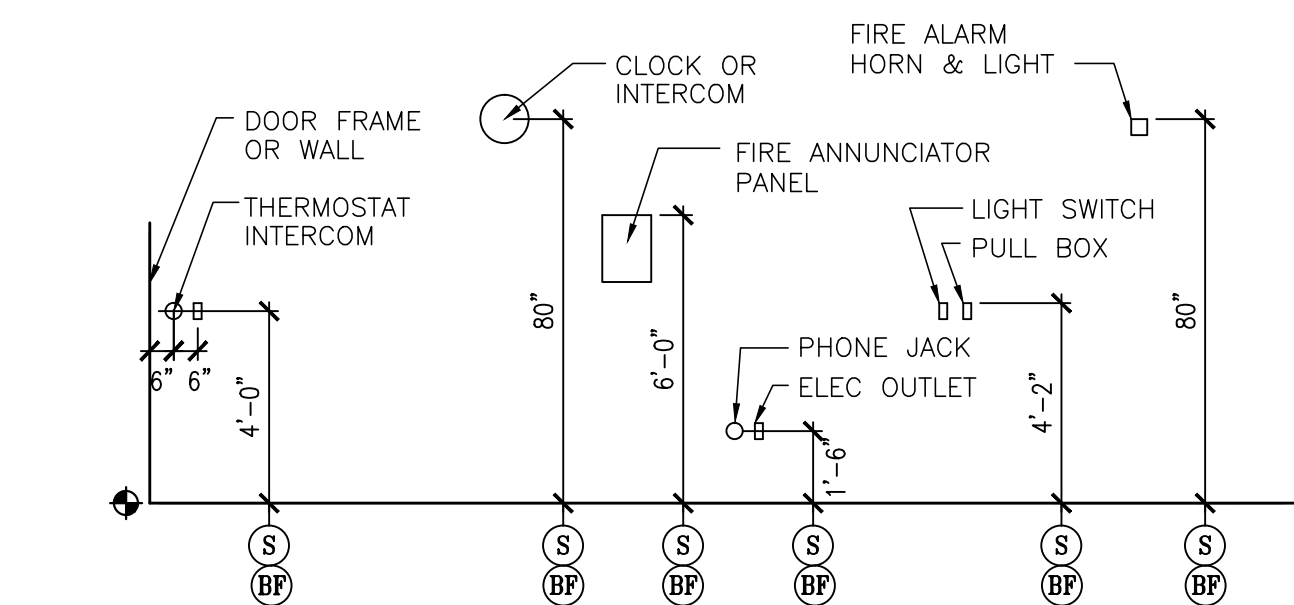 FIRE ALARM
HORN & LIGHT
CLOCK OR
INTERCOM
DOOR FRAME
OR WALL
FIRE ANNUNCIATOR
PANEL
THERMOSTAT
INTERCOM
LIGHT SWITCH
PULL BOX
80"
80"
PHONE JACK
6'-0"
6" 6"
ELEC OUTLET
4'-0"
4'-2"
1'-6"
S S S S S S
BF BF BF BF BF BF